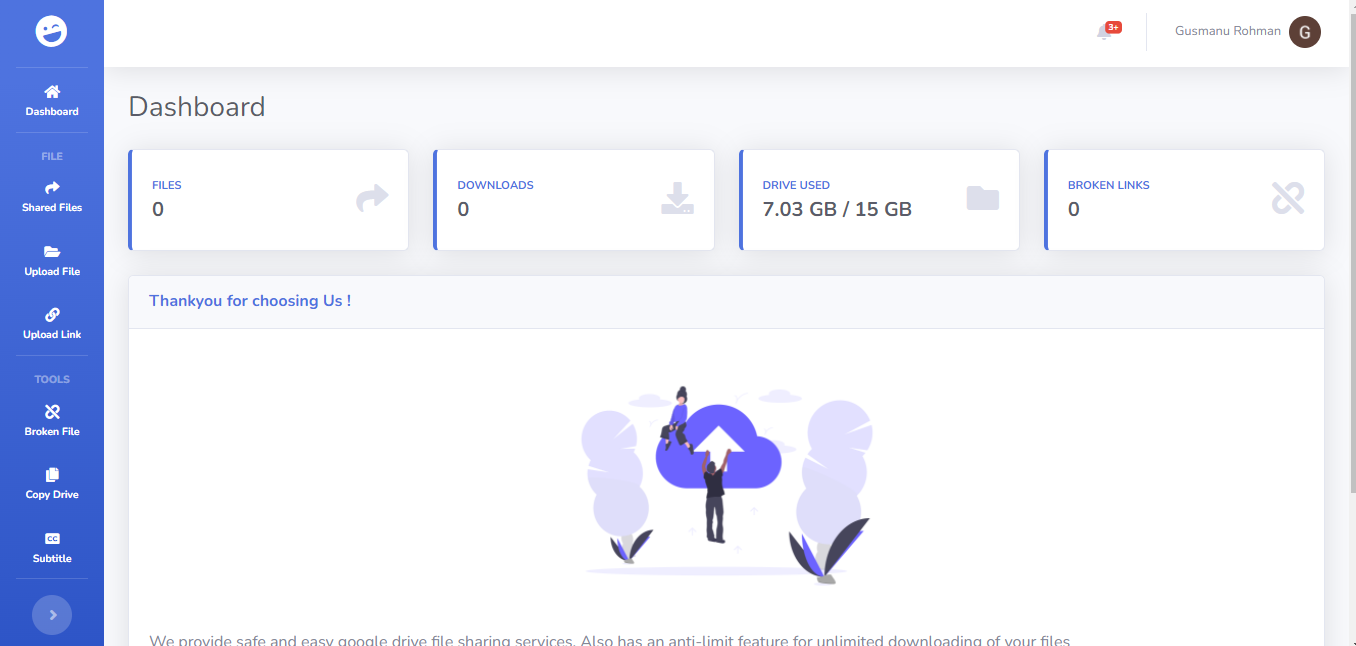 3+
Gusmanu Rohman
G
Dashboard
FILE
Shared Files
Upload File
Upload Link
TOOLS
Broken File
Copy Drive
CC
Subtitle
Dashboard
FILES
0
DOWNLOADS
0
DRIVE USED
7.03 GB / 15 GB
BROKEN LINKS
0
Thankyou for choosing Us !
We provide safe and easy google drive file sharing services. Also has an anti-limit feature for unlimited downloading of your files